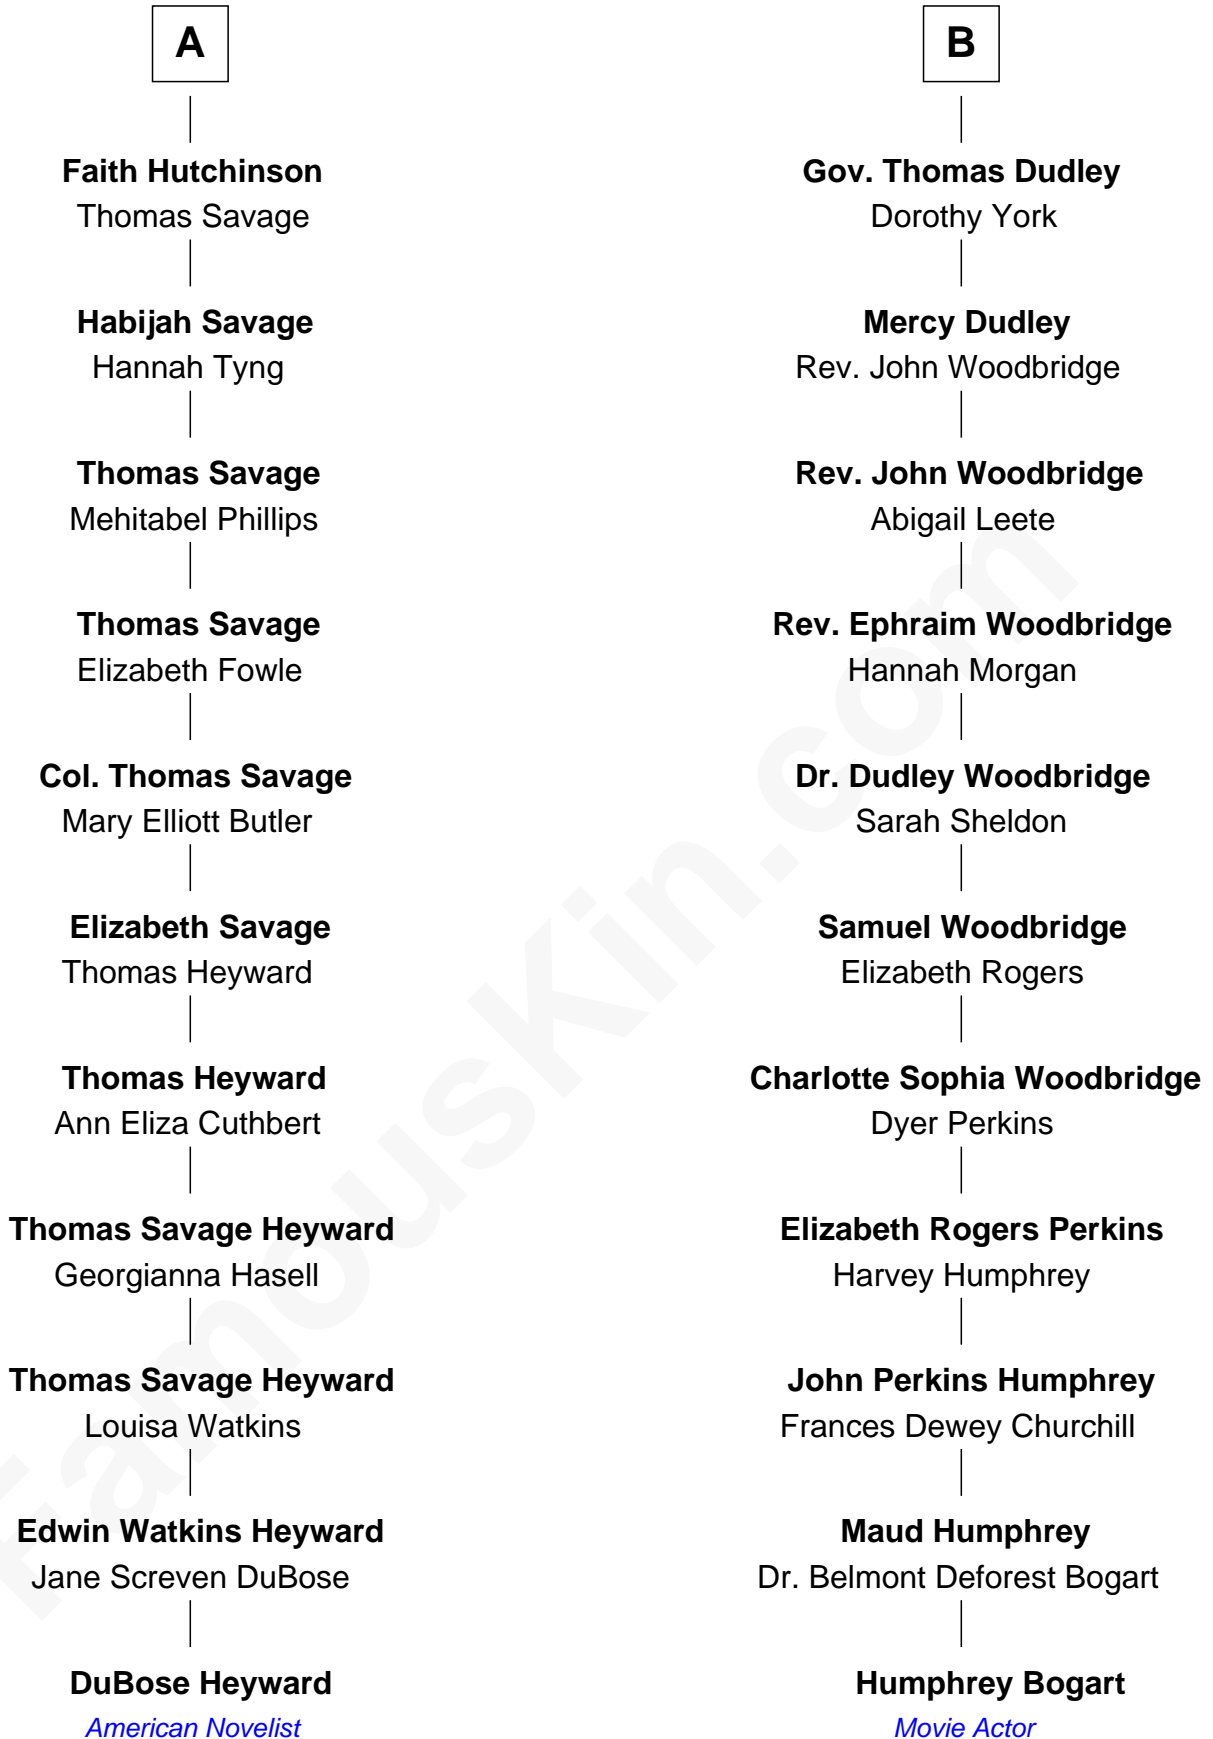 A
Faith Hutchinson
Thomas Savage
Habijah Savage
Hannah Tyng
Thomas Savage
Mehitabel Phillips
Thomas Savage
Elizabeth Fowle
Col. Thomas Savage
Mary Elliott Butler
Elizabeth Savage
Thomas Heyward
Thomas Heyward
Ann Eliza Cuthbert
Thomas Savage Heyward
Georgianna Hasell
Thomas Savage Heyward
Louisa Watkins
Edwin Watkins Heyward
Jane Screven DuBose
DuBose Heyward
American Novelist
B
Gov. Thomas Dudley
Dorothy York
Mercy Dudley
Rev. John Woodbridge
Rev. John Woodbridge
Abigail Leete
Rev. Ephraim Woodbridge
Hannah Morgan
Dr. Dudley Woodbridge
Sarah Sheldon
Samuel Woodbridge
Elizabeth Rogers
Charlotte Sophia Woodbridge
Dyer Perkins
Elizabeth Rogers Perkins
Harvey Humphrey
John Perkins Humphrey
Frances Dewey Churchill
Maud Humphrey
Dr. Belmont Deforest Bogart
Humphrey Bogart
Movie Actor
FamousKin.com